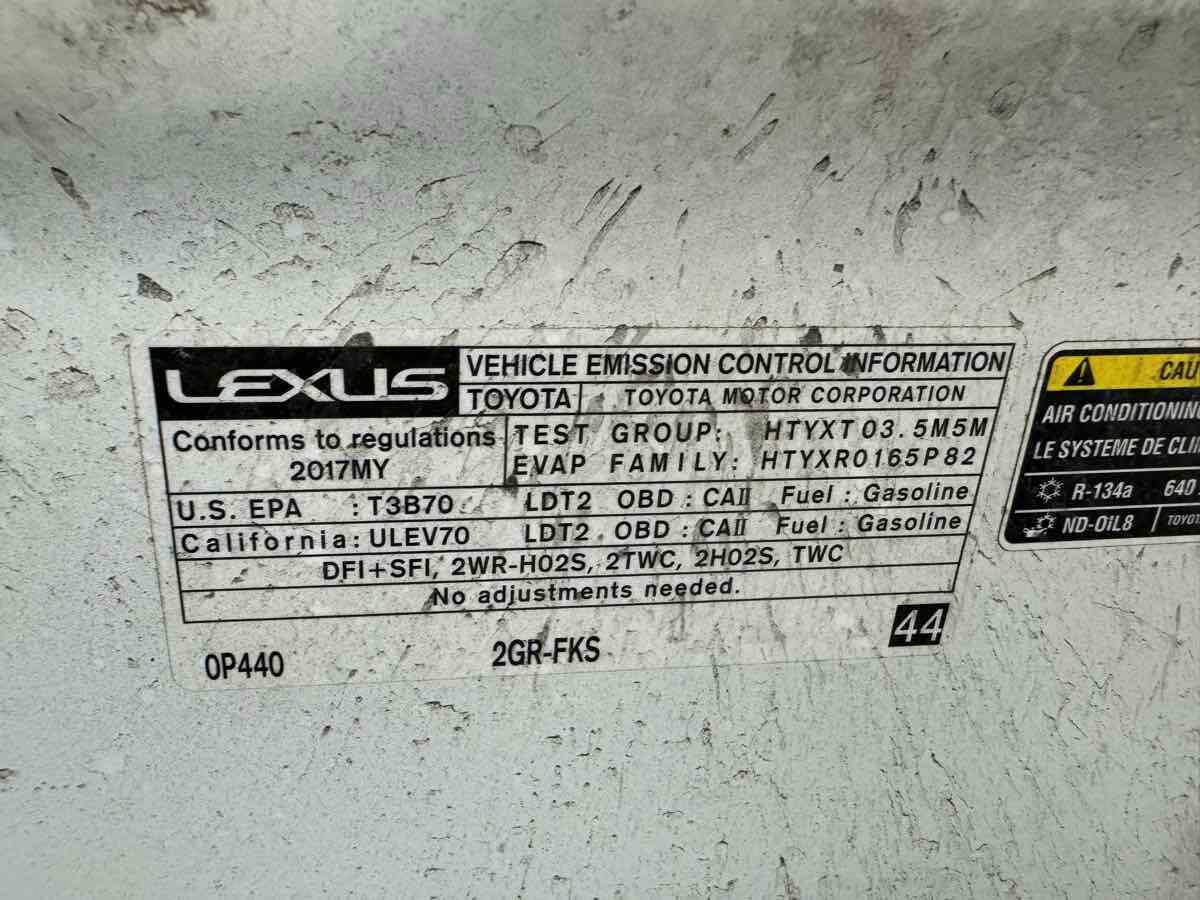 LEXUS
VEHICLE EMISSION CONTROL INFORMATION
TOYOTA TOYOTA MOTOR CORPORATION
Conforms to regulations
2017MY
TEST GROUP: HTYXT03.5M5M
EVAP FAMILY: HTYXR0165P82
U.S. EPA : T3B70 LDT2 OBD : CAII Fuel : Gasoline
California: ULEV70 LDT2 OBD : CAII Fuel : Gasoline
DFI+SFI, 2WR-HO2S, 2TWC, 2HO2S, TWC
No adjustments needed.
0P440 2GR-FKS 44
AIR
LE SYSTEME DE
R-134a 640
ND-OiL8